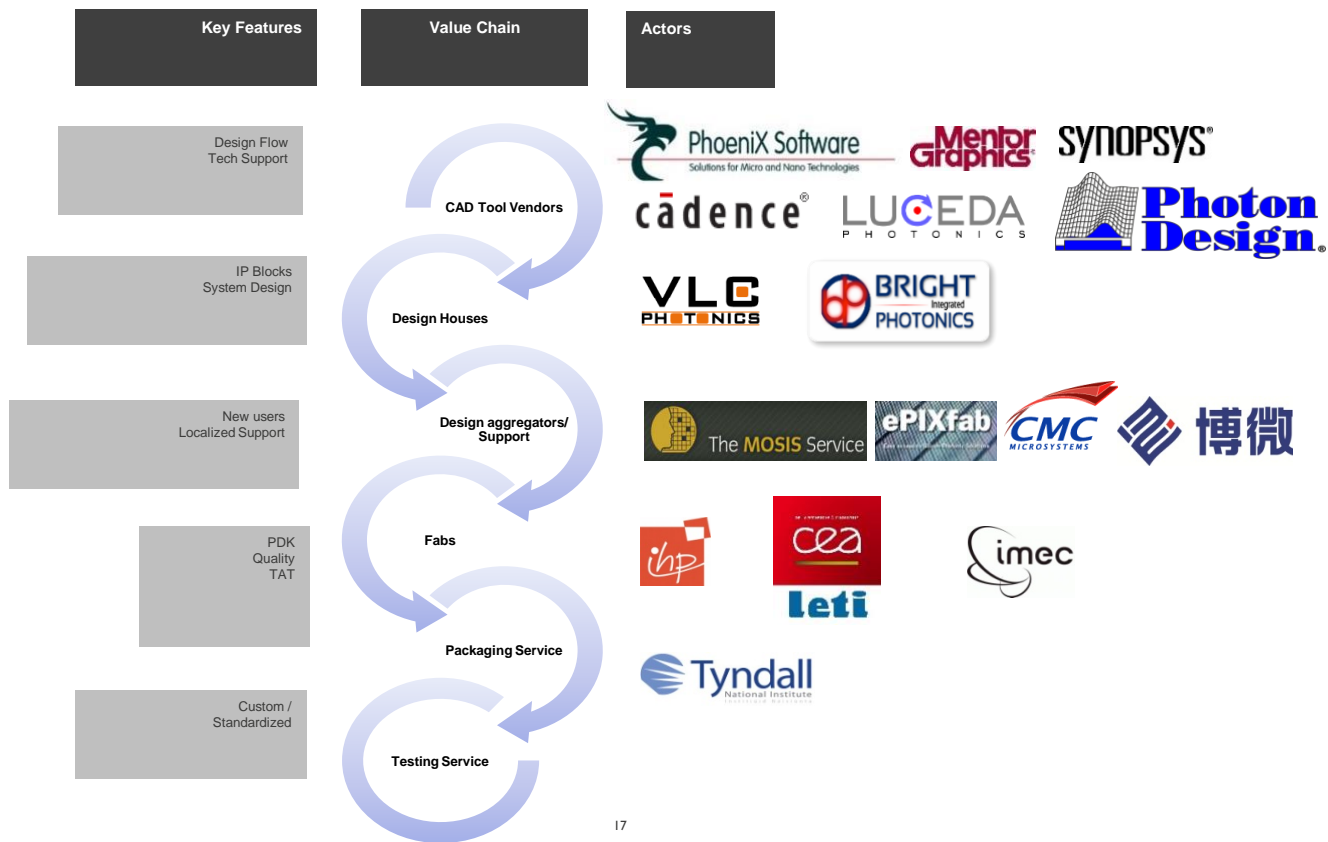 Key Features
Value Chain
Actors
Design Flow
Tech Support
CAD Tool Vendors
PhoeniX Software
Solutions for Micro and Nano Technologies
Mentor
Graphics
SYNOPSYS®
cādence®
LUCEDA
PHOTONICS
Photon
Design®
IP Blocks
System Design
Design Houses
VLC
PHOTONICS
BRIGHT
Integrated
PHOTONICS
New users
Localized Support
Design aggregators/
Support
The MOSIS Service
ePIXfab
CMC
MICROSYSTEMS
博微
PDK
Quality
TAT
Fabs
ihp
cea
leti
imec
Packaging Service
Tyndall
National Institute
Custom /
Standardized
Testing Service
17